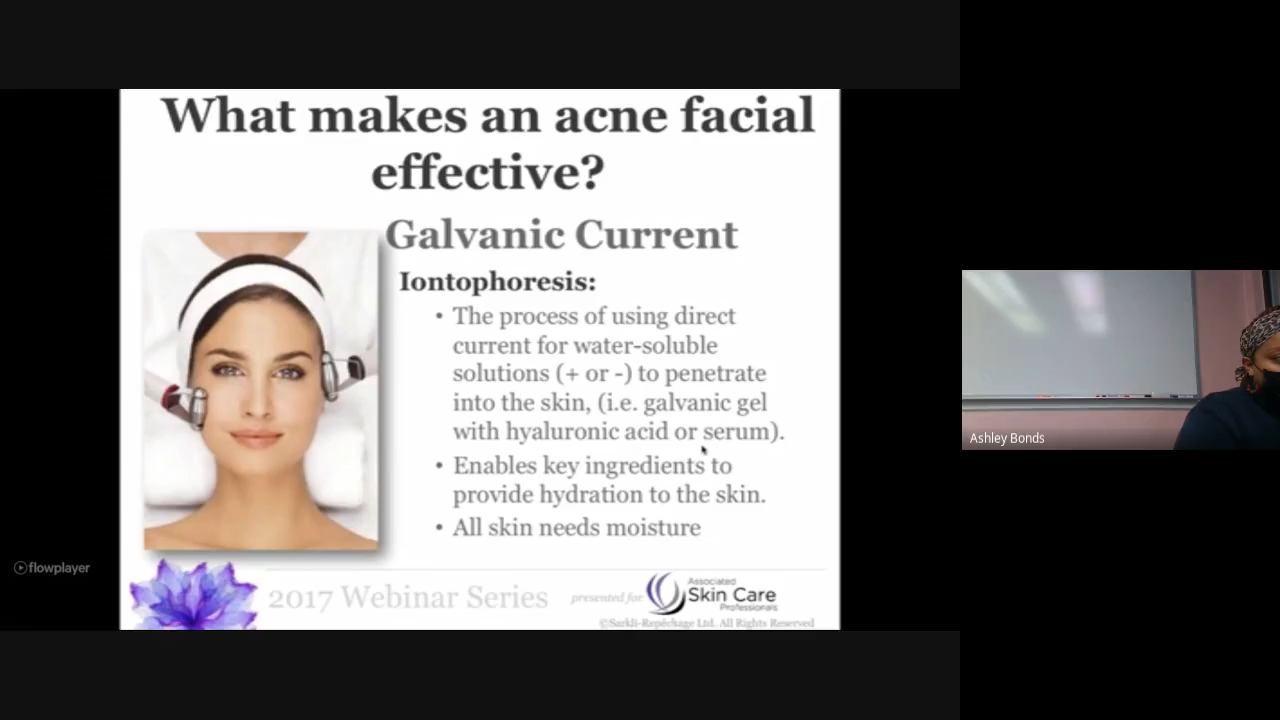 What makes an acne facial
effective?
Galvanic Current
Iontophoresis:
• The process of using direct
current for water-soluble
solutions (+ or -) to penetrate
into the skin, (i.e. galvanic gel
with hyaluronic acid or serum).
• Enables key ingredients to
provide hydration to the skin.
• All skin needs moisture
flowplayer
2017 Webinar Series
presented for
Associated
Skin Care
Professionals
©Sarkli-Repêchage Ltd. All Rights Reserved
Ashley Bonds